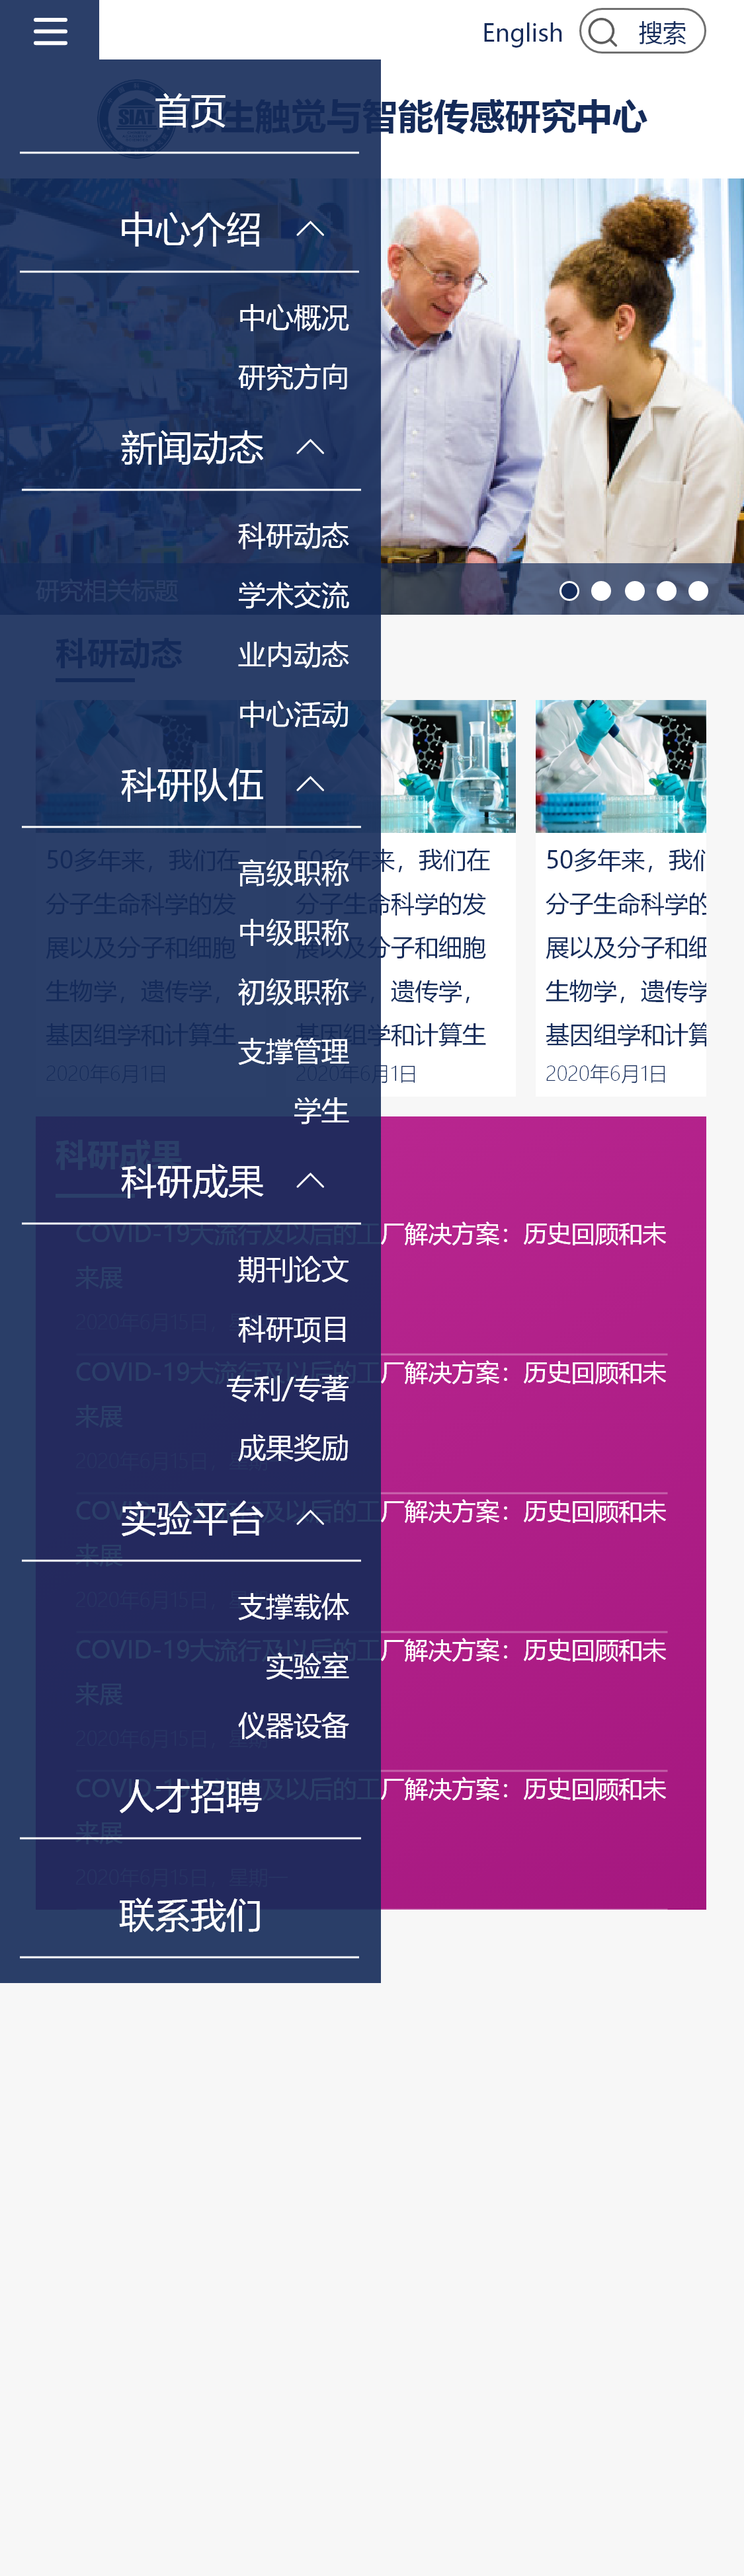 English
搜索
首页
SIAT
生触觉与智能传感研究中心
中心介绍
中心概况
研究方向
新闻动态
科研动态
研究相关标题
学术交流
业内动态
科研动态
中心活动
科研队伍
高级职称
中级职称
初级职称
支撑管理
学生
50多年来，我们在
分子生命科学的发
展以及分子和细胞
生物学，遗传学，
基因组学和计算生
2020年6月1日
50多年来，我们在
分子生命科学的发
展以及分子和细胞
学，遗传学，
基因组学和计算生
2020年6月1日
50多年来，我们
分子生命科学的
展以及分子和细
生物学，遗传学
基因组学和计算
2020年6月1日
科研成果
科研成果
期刊论文
科研项目
专利/专著
成果奖励
实验平台
支撑载体
实验室
仪器设备
人才招聘
联系我们
COVID-19大流行及以后的工厂解决方案：历史回顾和未
来展
2020年6月15日，
COVID-19大流行及以后的工厂解决方案：历史回顾和未
来展
2020年6月15日，
COVID-19大流行及以后的工厂解决方案：历史回顾和未
来展
2020年6月15日，星
COVID-19大流行及以后的工厂解决方案：历史回顾和未
来展
2020年6月15日，星
COVID-19大流行及以后的工厂解决方案：历史回顾和未
来展
2020年6月15日，星期一